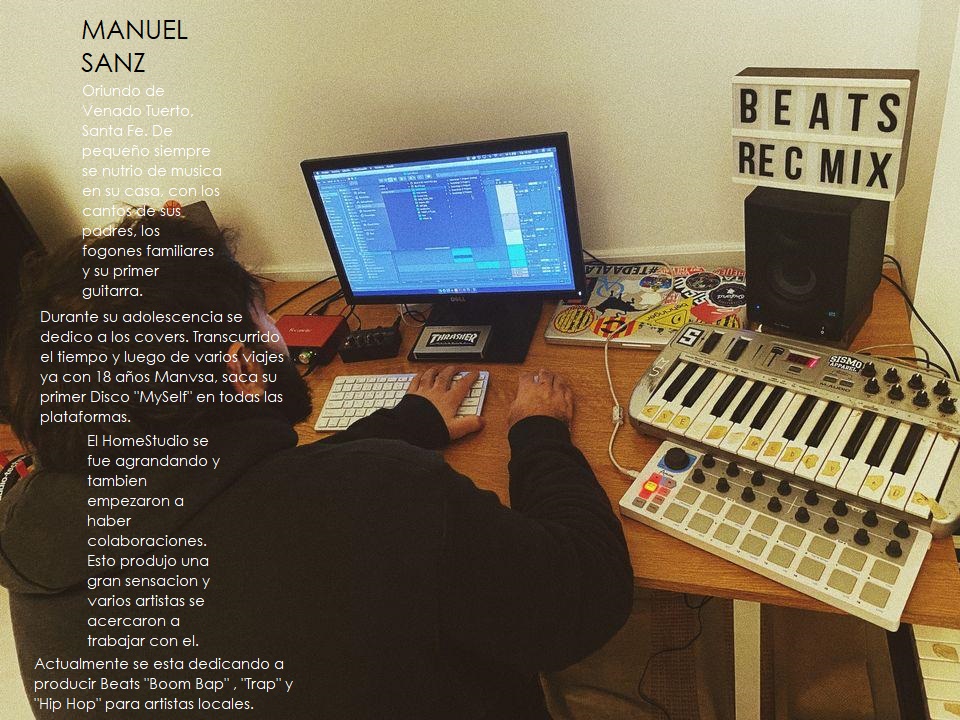 MANUEL
SANZ
Oriundo de
Venado Tuerto,
Santa Fe. De
pequeño siempre
se nutrio de musica
en su casa, con los
cantos de sus
padres, los
fogones familiares
y su primer
guitarra.
Durante su adolescencia se
dedico a los covers. Transcurrido
el tiempo y luego de varios viajes
ya con 18 años Manvsa, saca su
primer Disco "MySelf" en todas las
plataformas.
El HomeStudio se
fue agrandando y
tambien
empezaron a
haber
colaboraciones.
Esto produjo una
gran sensacion y
varios artistas se
acercaron a
trabajar con el.
Actualmente se esta dedicando a
producir Beats "Boom Bap" , "Trap" y
"Hip Hop" para artistas locales.
BEATS
REC MIX
DELL
THRASHER
#TEDAALA
SISMO
APPAREL
M-AUDIO